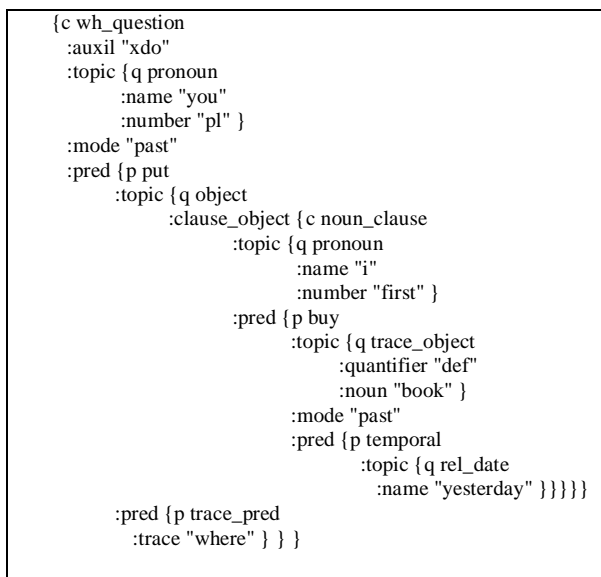 {c wh_question
:auxil "xdo"
:topic {q pronoun
:name "you"
:number "pl" }
:mode "past"
:pred {p put
:topic {q object
:clause_object {c noun_clause
:topic {q pronoun
:name "i"
:number "first" }
:pred {p buy
:topic {q trace_object
:quantifier "def"
:noun "book" }
:mode "past"
:pred {p temporal
:topic {q rel_date
:name "yesterday" }}}}}
:pred {p trace_pred
:trace "where" } } }